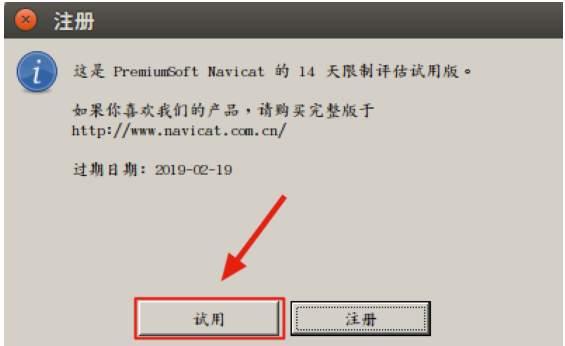 注册
这是 PremiumSoft Navicat 的 14 天限制评估试用版。
如果你喜欢我们的产品，请购买完整版于
http://www.navicat.com.cn/
过期日期: 2019-02-19
试用
注册